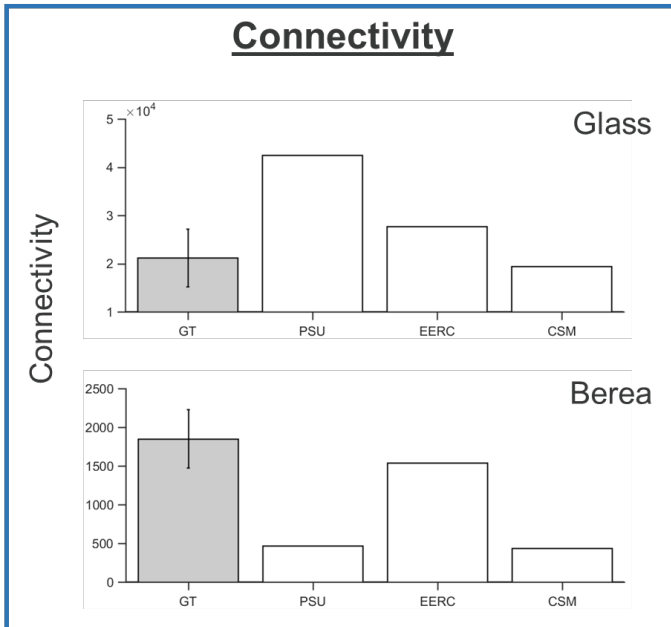 Connectivity
×10⁴
Glass
5
4
3
2
1
GT PSU EERC CSM
Connectivity
Berea
2500
2000
1500
1000
500
0
GT PSU EERC CSM